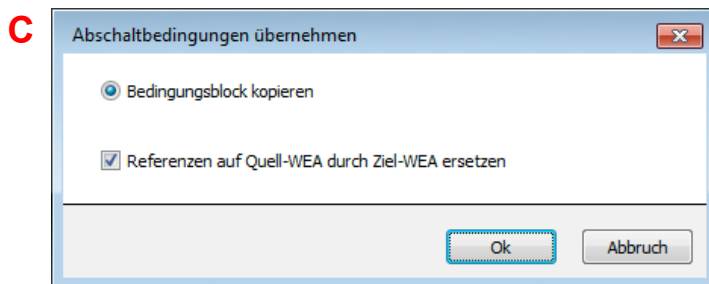 C
Abschaltbedingungen übernehmen
Bedingungsblock kopieren
Referenzen auf Quell-WEA durch Ziel-WEA ersetzen
Ok Abbruch